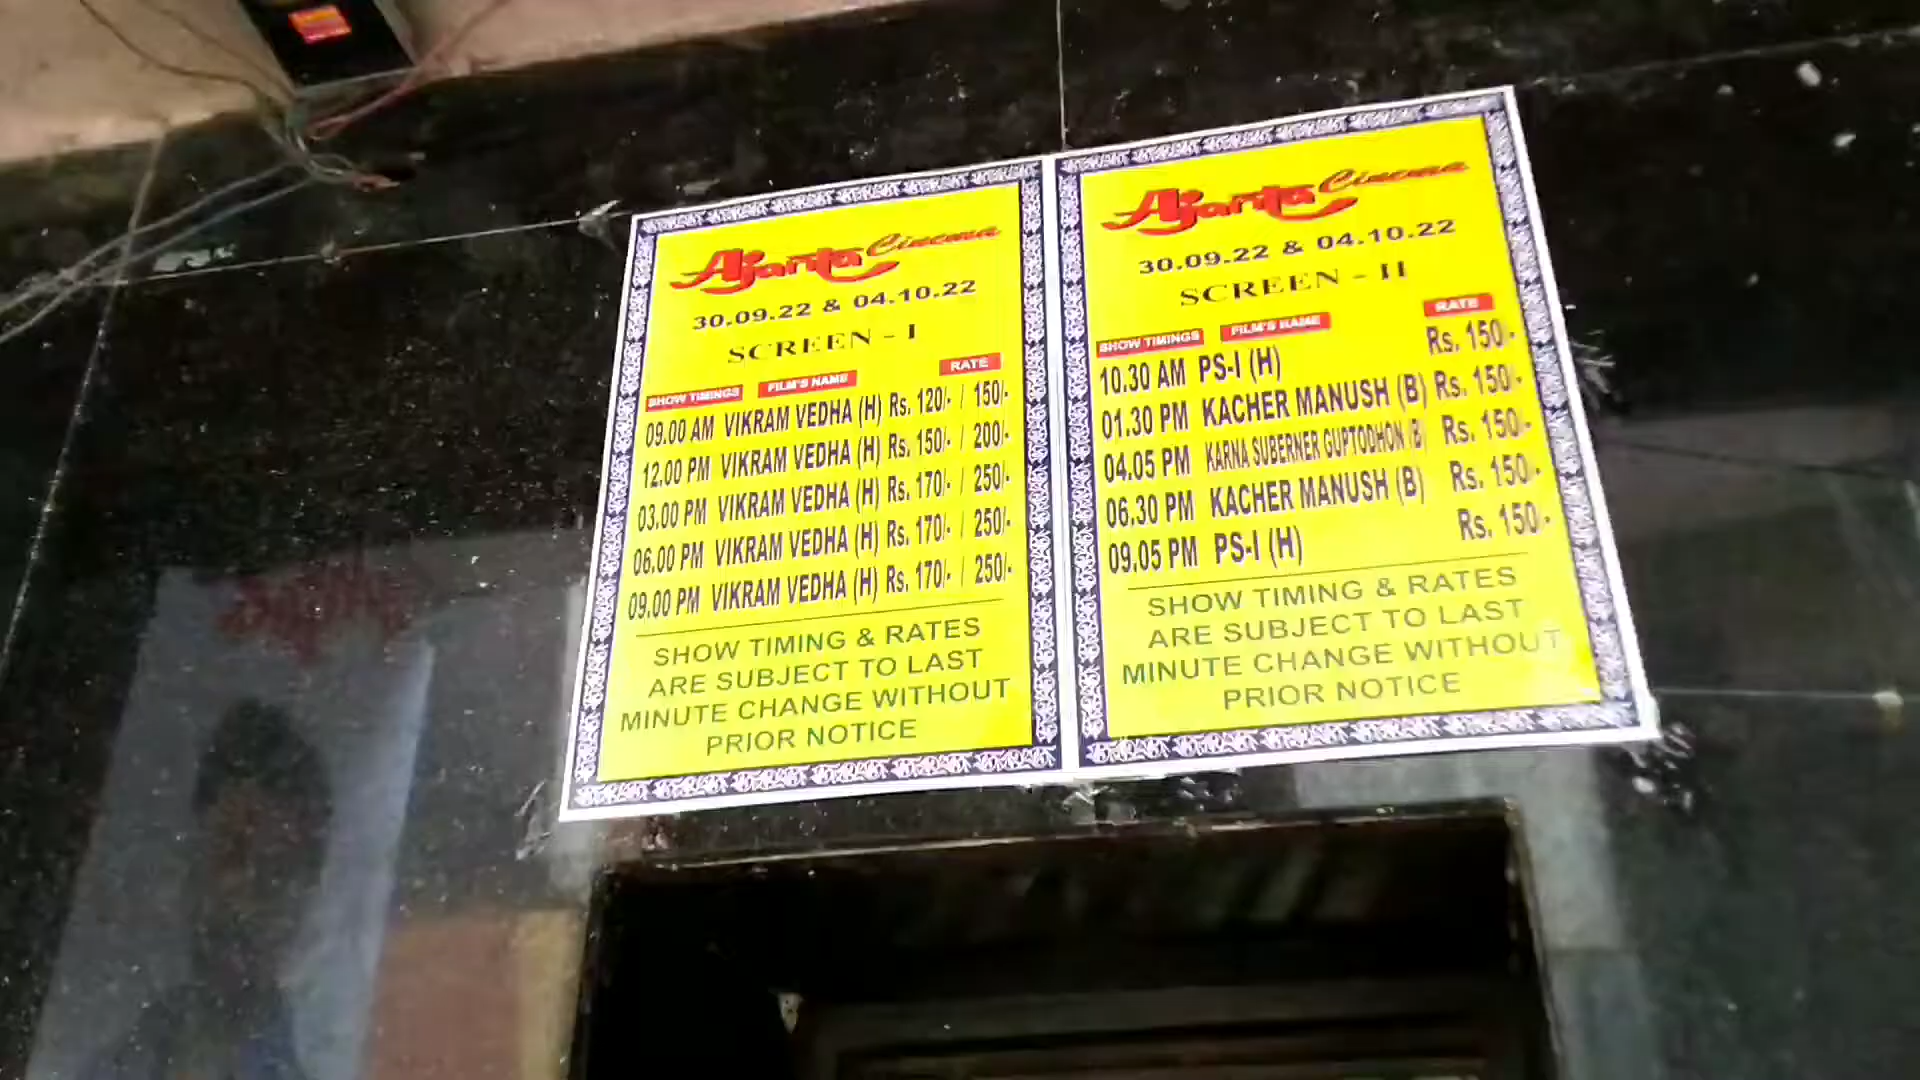 Ajanta Cinema
30.09.22 & 04.10.22
SCREEN - I
SHOW TIMINGS FILM'S NAME RATE
09.00 AM VIKRAM VEDHA (H) Rs. 120/- / 150/-
12.00 PM VIKRAM VEDHA (H) Rs. 150/- / 200/-
03.00 PM VIKRAM VEDHA (H) Rs. 170/- / 250/-
06.00 PM VIKRAM VEDHA (H) Rs. 170/- / 250/-
09.00 PM VIKRAM VEDHA (H) Rs. 170/- / 250/-
SHOW TIMING & RATES
ARE SUBJECT TO LAST
MINUTE CHANGE WITHOUT
PRIOR NOTICE
Ajanta Cinema
30.09.22 & 04.10.22
SCREEN - II
SHOW TIMINGS FILM'S NAME RATE
10.30 AM PS-I (H) Rs. 150/-
01.30 PM KACHER MANUSH (B) Rs. 150/-
04.05 PM KARNA SUBERNER GUPTODHON (B) Rs. 150/-
06.30 PM KACHER MANUSH (B) Rs. 150/-
09.05 PM PS-I (H) Rs. 150/-
SHOW TIMING & RATES
ARE SUBJECT TO LAST
MINUTE CHANGE WITHOUT
PRIOR NOTICE